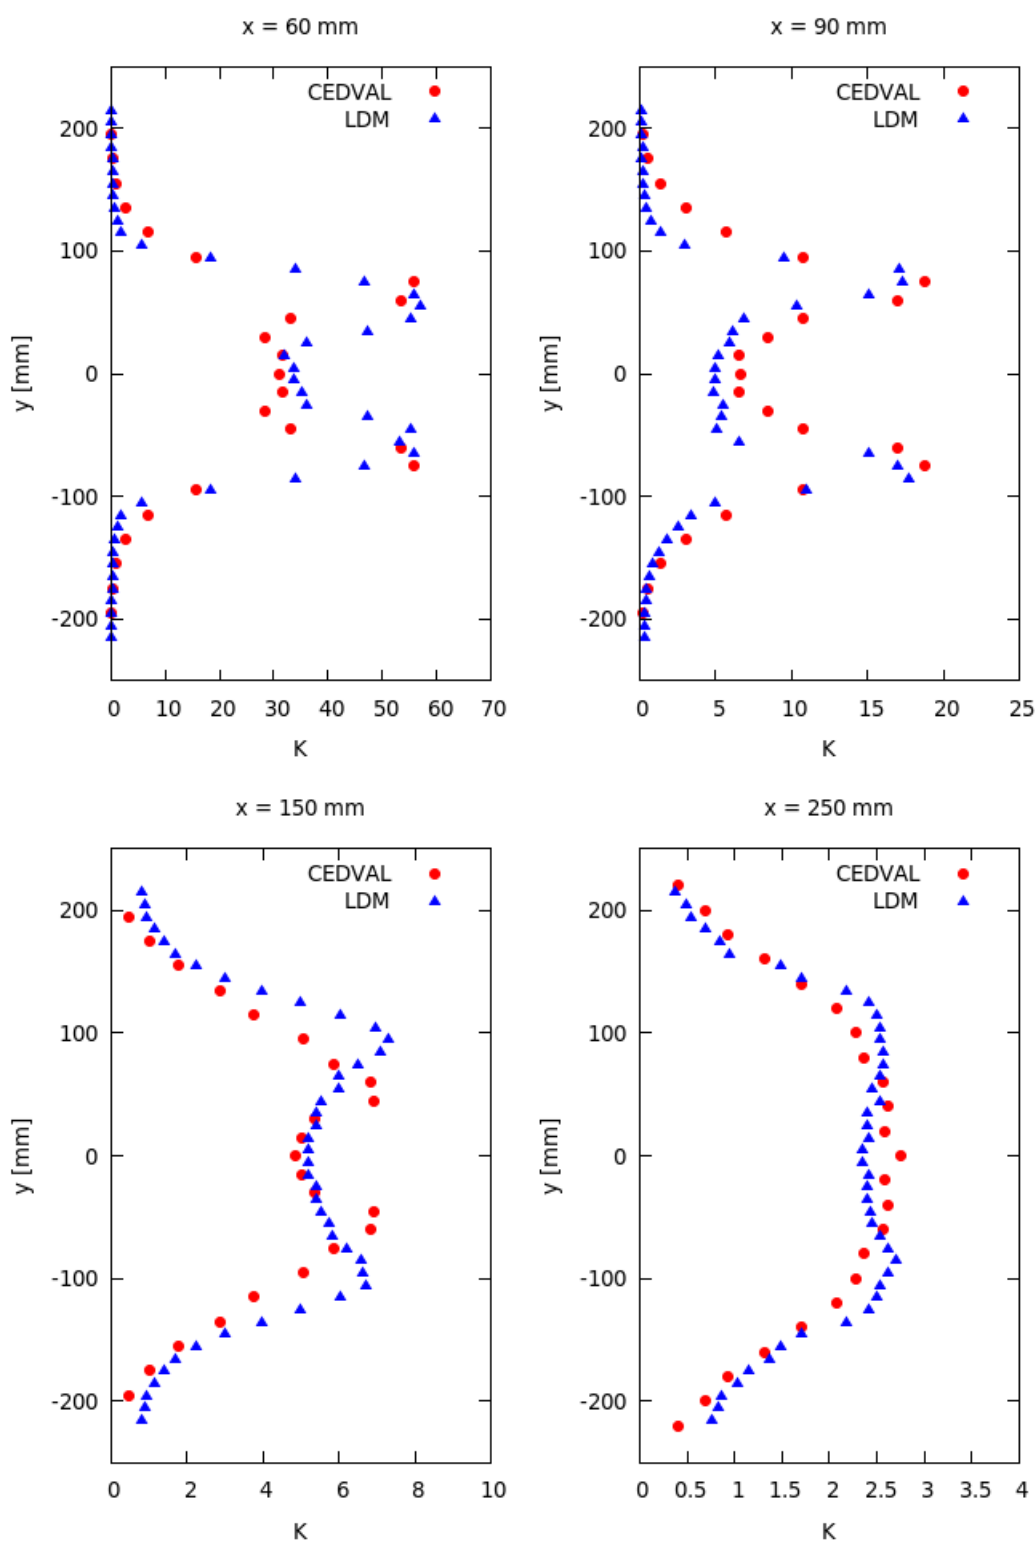 x = 60 mm
CEDVAL
LDM
200
100
0
-100
-200
y [mm]
0 10 20 30 40 50 60 70
K
x = 90 mm
CEDVAL
LDM
200
100
0
-100
-200
y [mm]
0 5 10 15 20 25
K
x = 150 mm
CEDVAL
LDM
200
100
0
-100
-200
y [mm]
0 2 4 6 8 10
K
x = 250 mm
CEDVAL
LDM
200
100
0
-100
-200
y [mm]
0 0.5 1 1.5 2 2.5 3 3.5 4
K